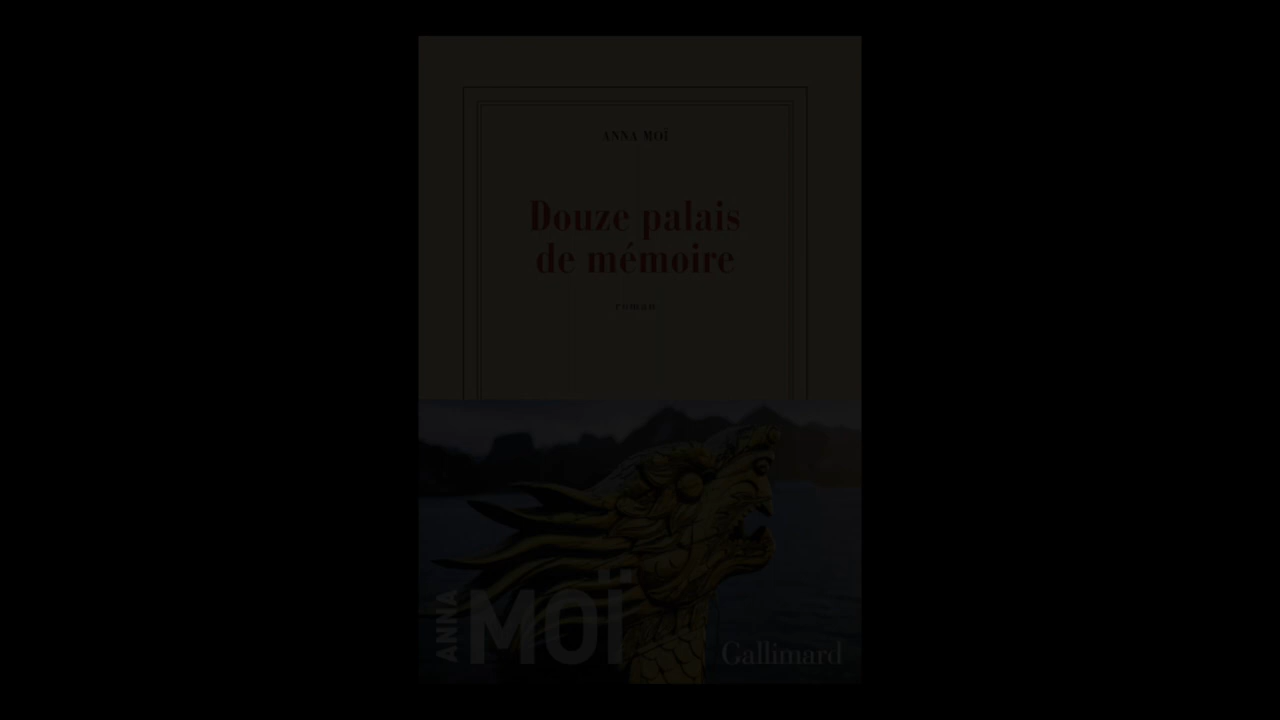 ANNA MOÏ
Douze palais
de mémoire
roman
ANNA
MOÏ
Gallimard